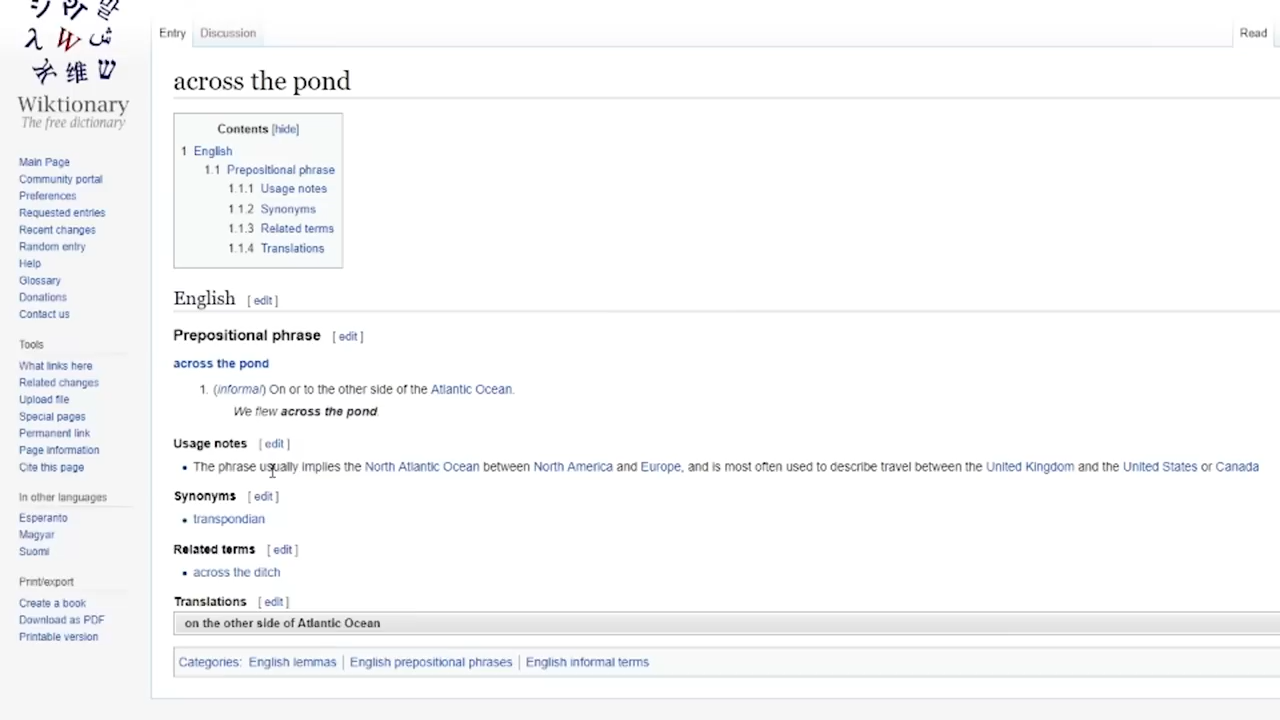 Entry
Discussion
Read
across the pond
Wiktionary
The free dictionary
Main Page
Community portal
Preferences
Requested entries
Recent changes
Random entry
Help
Glossary
Donations
Contact us
Tools
What links here
Related changes
Upload file
Special pages
Permanent link
Page information
Cite this page
In other languages
Esperanto
Magyar
Suomi
Print/export
Create a book
Download as PDF
Printable version
Contents [hide]
1 English
1.1 Prepositional phrase
1.1.1 Usage notes
1.1.2 Synonyms
1.1.3 Related terms
1.1.4 Translations
English [ edit ]
Prepositional phrase [ edit ]
across the pond
1. (informal) On or to the other side of the Atlantic Ocean.
We flew across the pond.
Usage notes [ edit ]
• The phrase usually implies the North Atlantic Ocean between North America and Europe, and is most often used to describe travel between the United Kingdom and the United States or Canada
Synonyms [ edit ]
• transpondian
Related terms [ edit ]
• across the ditch
Translations [ edit ]
on the other side of Atlantic Ocean
Categories: English lemmas | English prepositional phrases | English informal terms